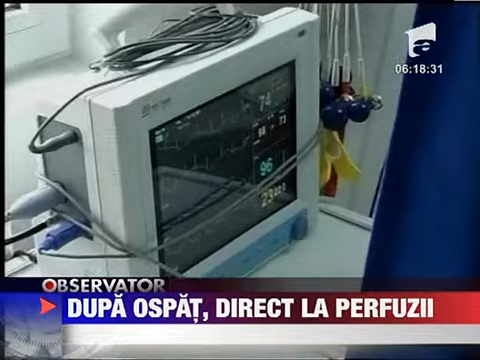 06:18:31
74
96
OBSERVATOR
DUPĂ OSPĂȚ, DIRECT LA PERFUZII